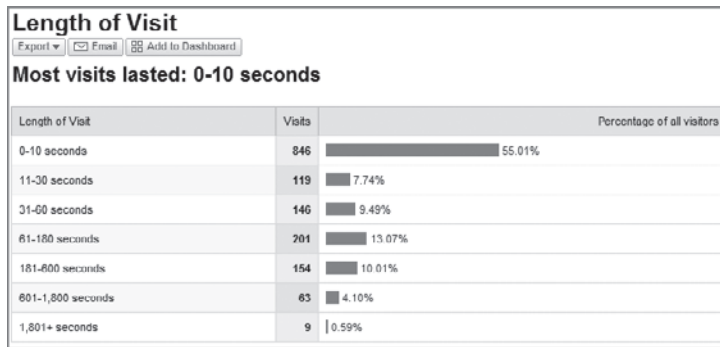 Length of Visit
Export Email Add to Dashboard
Most visits lasted: 0-10 seconds
Length of Visit Visits Percentage of all visitors
0-10 seconds 846 55.01%
11-30 seconds 119 7.74%
31-60 seconds 146 9.49%
61-180 seconds 201 13.07%
181-600 seconds 154 10.01%
601-1,800 seconds 63 4.10%
1,801+ seconds 9 0.59%